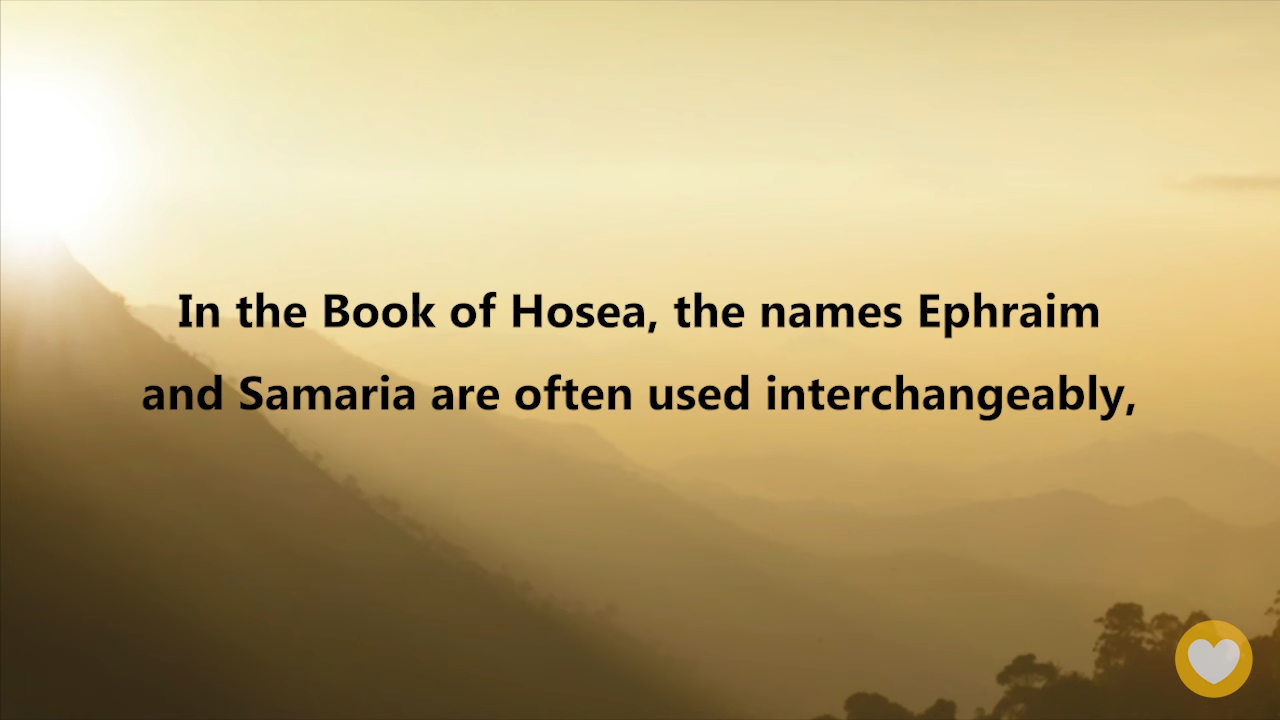 In the Book of Hosea, the names Ephraim
and Samaria are often used interchangeably,